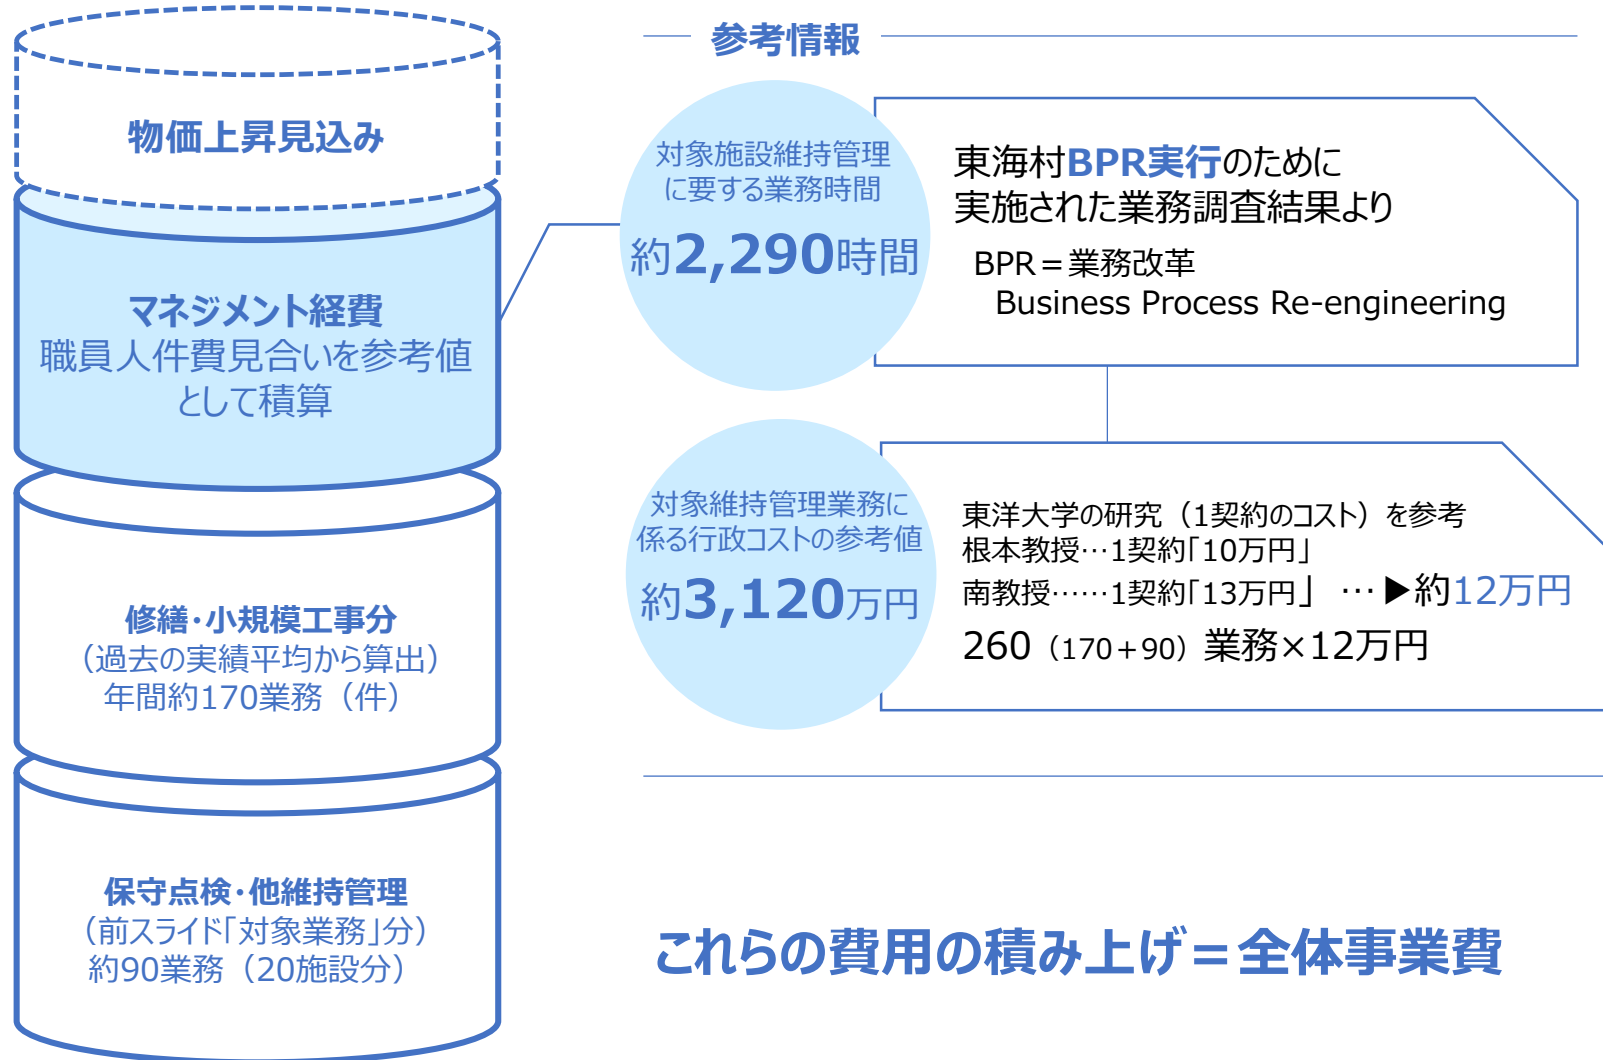 物価上昇見込み
マネジメント経費
職員人件費見合いを参考値
として積算
修繕・小規模工事分
（過去の実績平均から算出）
年間約170業務（件）
保守点検・他維持管理
（前スライド「対象業務」分）
約90業務（20施設分）
参考情報
対象施設維持管理
に要する業務時間
約2,290時間
東海村BPR実行のために
実施された業務調査結果より
BPR＝業務改革
Business Process Re-engineering
対象維持管理業務に
係る行政コストの参考値
約3,120万円
東洋大学の研究（1契約のコスト）を参考
根本教授…1契約「10万円」
南教授……1契約「13万円」 …▶約12万円
260（170＋90）業務×12万円
これらの費用の積み上げ＝全体事業費